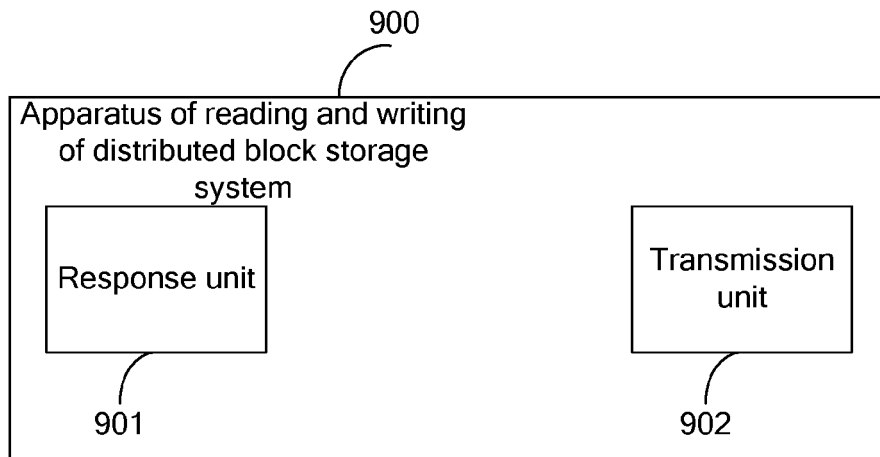 900
Apparatus of reading and writing
of distributed block storage
system
Response unit
Transmission
unit
901
902